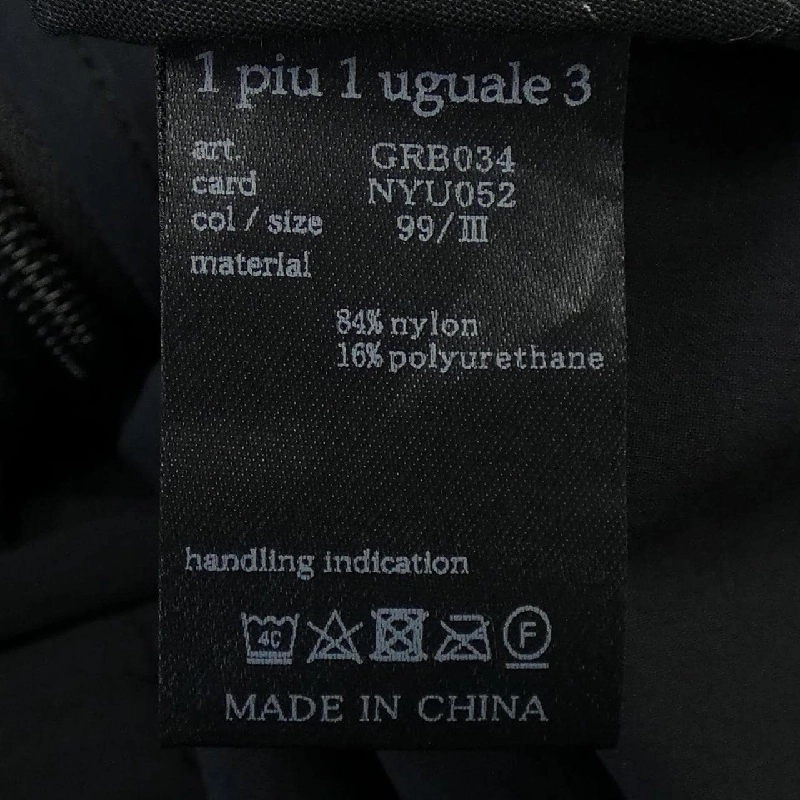 1 piu 1 uguale 3
art. GRB034
card NYU052
col / size 99/III
material
84% nylon
16% polyurethane
handling indication
40 F
MADE IN CHINA